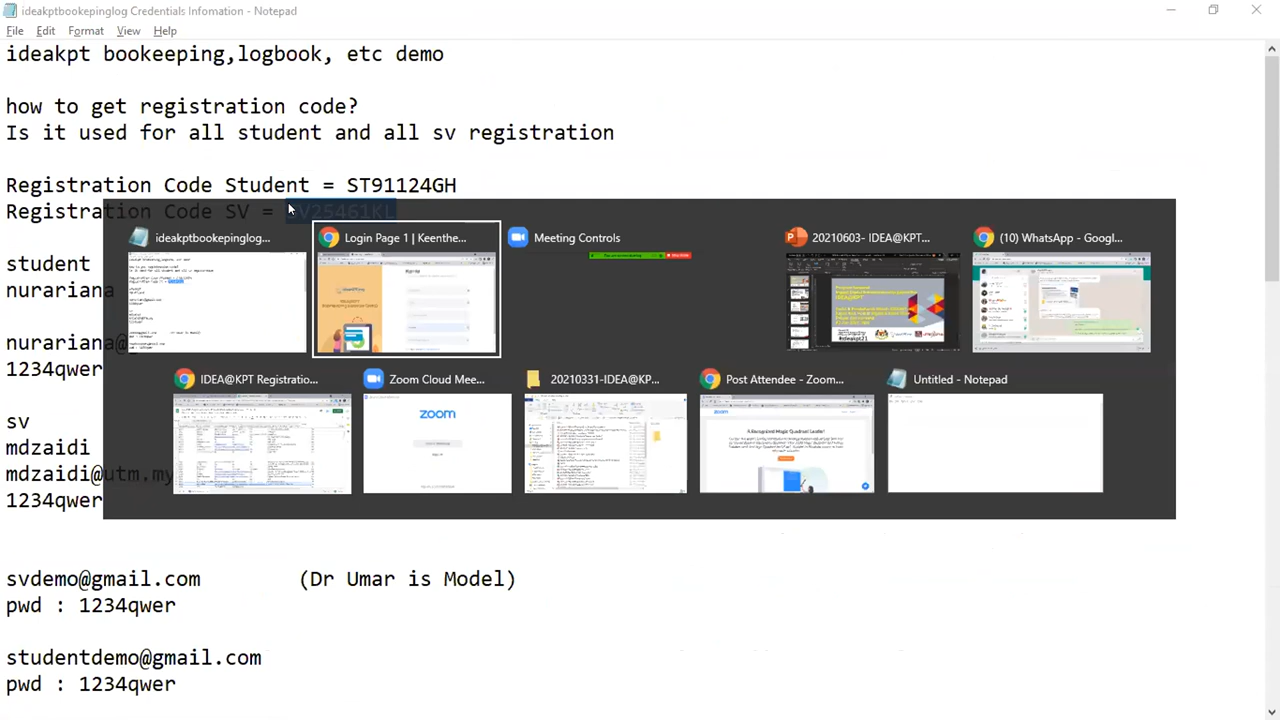 ideakptbookepinglog Credentials Infomation - Notepad
File Edit Format View Help
ideakpt bookeeping,logbook, etc demo
how to get registration code?
Is it used for all student and all sv registration
Registration Code Student = ST91124GH
Registration Code SV = SV25461KL
ideakptbookepinglog...
Login Page 1 | Keenthe...
Meeting Controls
20210603- IDEA@KPT...
(10) WhatsApp - Googl...
student
nurariana
nurariana@
1234qwer
IDEA@KPT Registratio...
Zoom Cloud Mee...
zoom
20210331-IDEA@KP...
Post Attendee - Zoom...
Untitled - Notepad
sv
mdzaidi
mdzaidi@utm.my
1234qwer
svdemo@gmail.com (Dr Umar is Model)
pwd : 1234qwer
studentdemo@gmail.com
pwd : 1234qwer